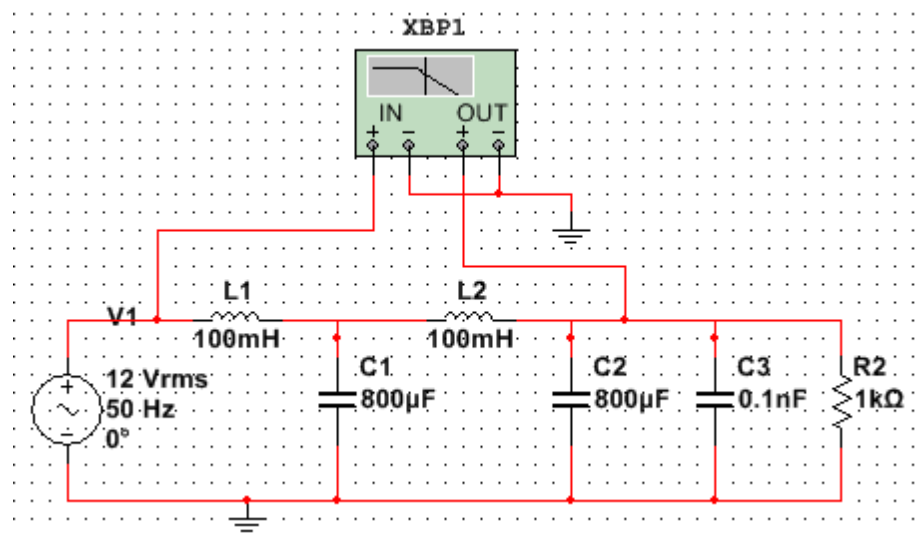 XBP1
IN OUT
+ − + −
L1 L2
V1
100mH 100mH
12 Vrms
50 Hz
0°
C1
800µF
C2
800µF
C3
0.1nF
R2
1kΩ